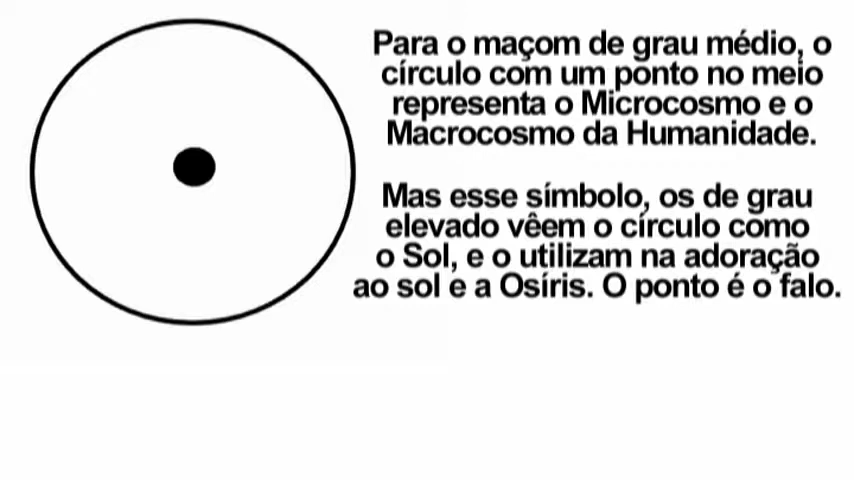 Para o maçom de grau médio, o
círculo com um ponto no meio
representa o Microcosmo e o
Macrocosmo da Humanidade.
Mas esse símbolo, os de grau
elevado vêem o círculo como
o Sol, e o utilizam na adoração
ao sol e a Osíris. O ponto é o falo.